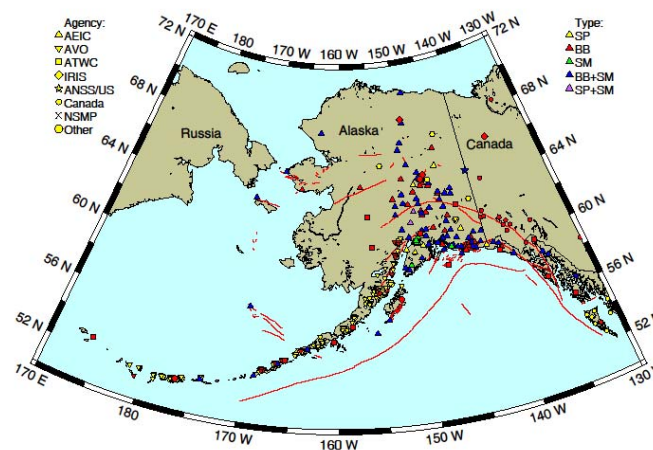 Agency:
AEIC
AVO
ATWC
IRIS
ANSS/US
Canada
NSMP
Other
Type:
SP
BB
SM
BB+SM
SP+SM
180
170 W
160 W
150 W
140 W
72 N
72 N
68 N
68 N
64 N
64 N
60 N
60 N
56 N
56 N
52 N
52 N
Russia
Alaska
Canada
170 E
180
170 W
160 W
150 W
140 W
130 W